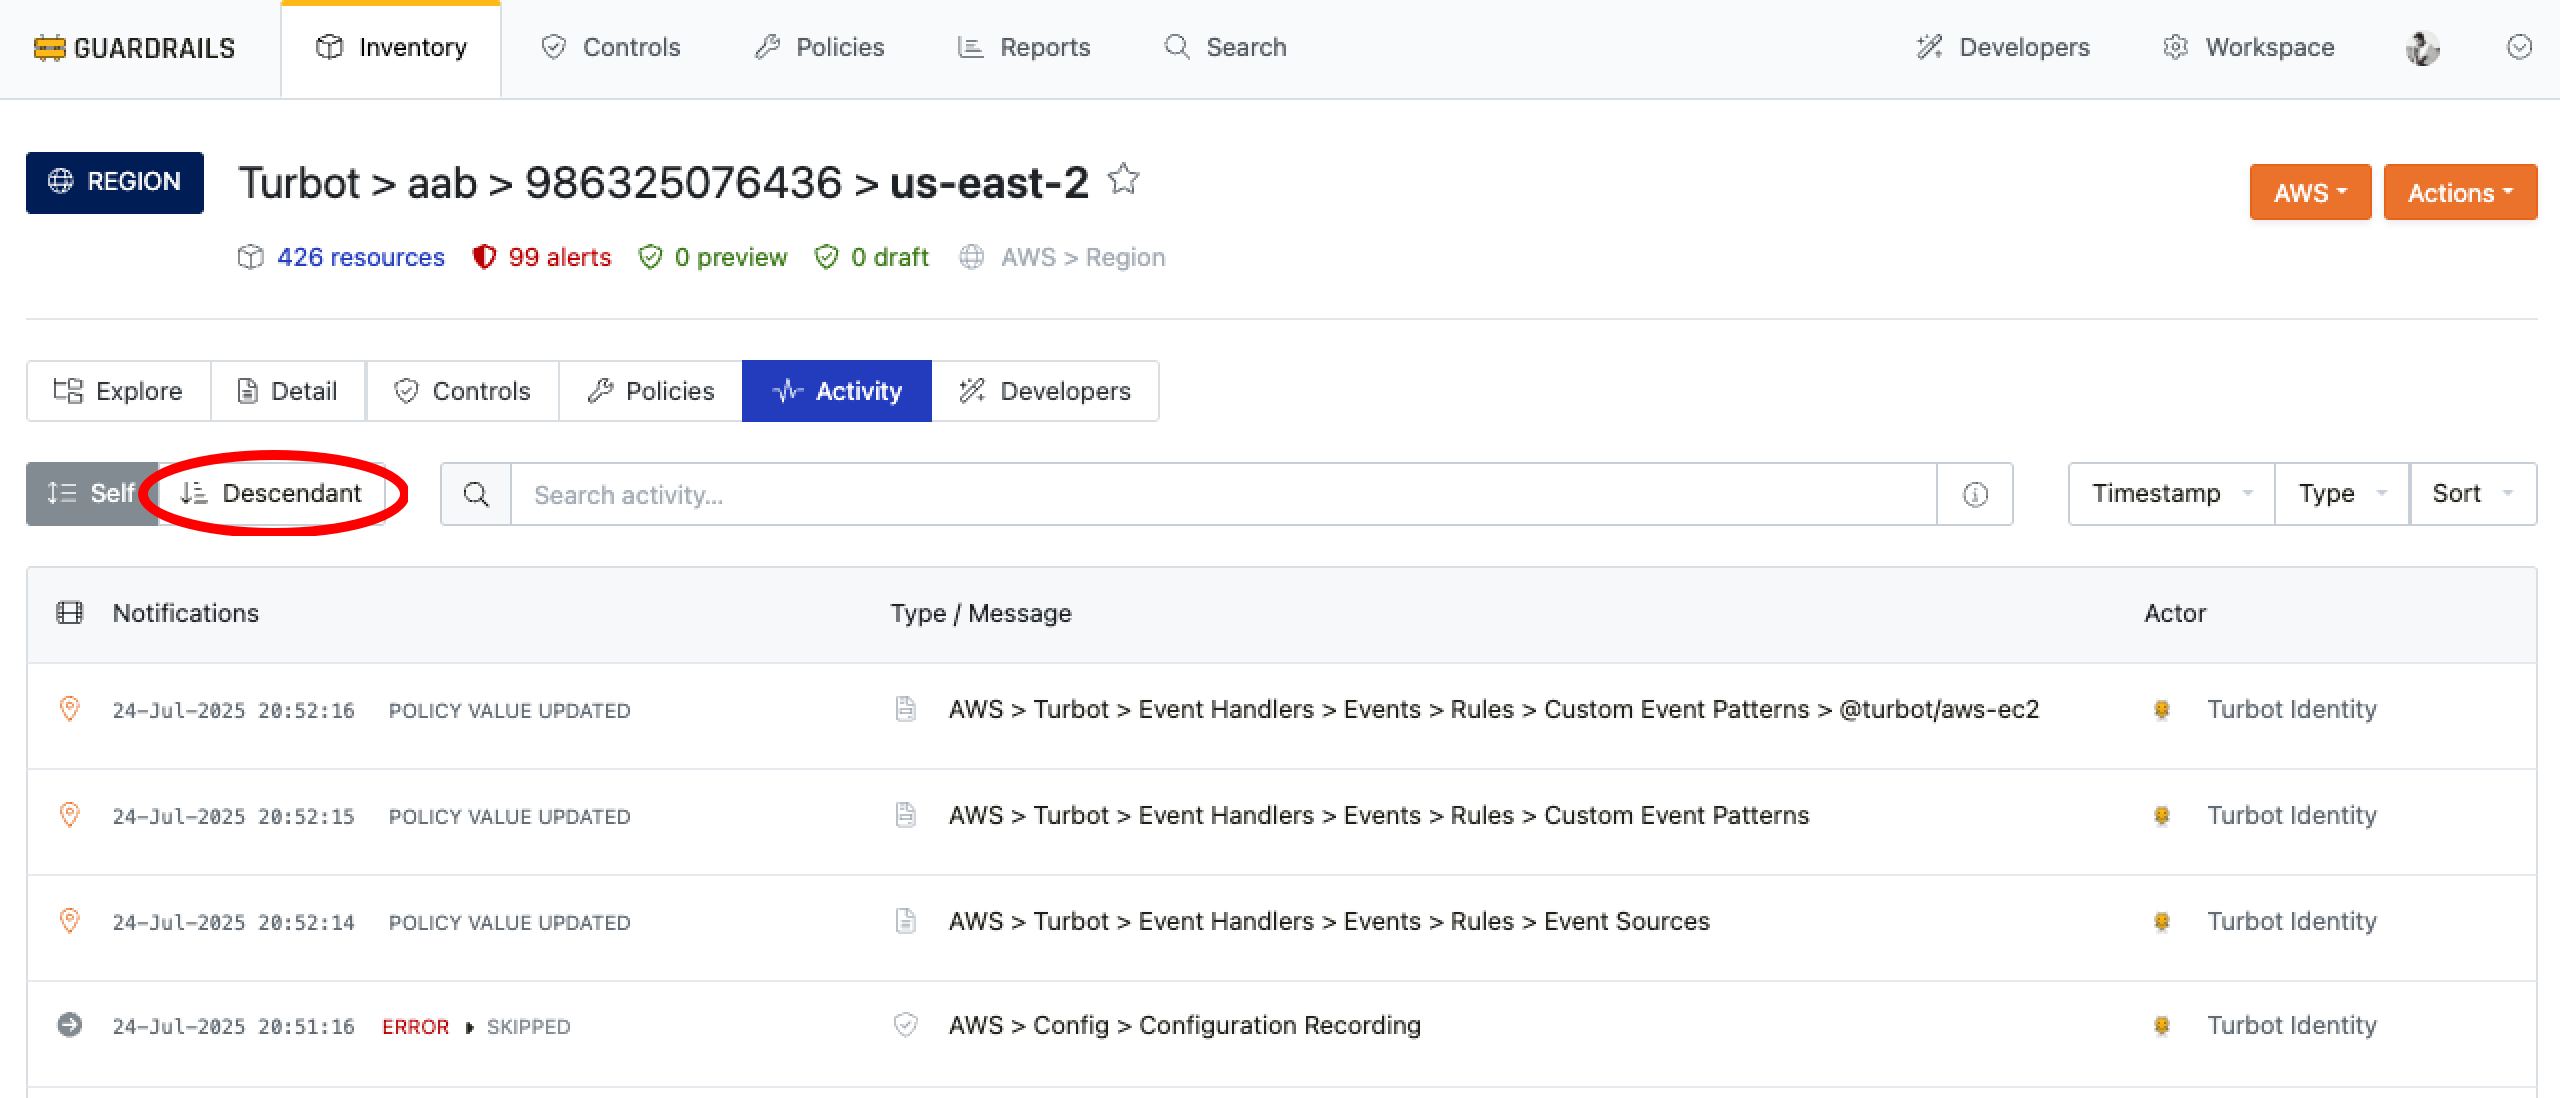 GUARDRAILS Inventory Controls Policies Reports Search Developers Workspace
REGION Turbot > aab > 986325076436 > us-east-2 AWS Actions
426 resources 99 alerts 0 preview 0 draft AWS > Region
Explore Detail Controls Policies Activity Developers
Self Descendant Search activity... Timestamp Type Sort
Notifications Type / Message Actor
24-Jul-2025 20:52:16 POLICY VALUE UPDATED AWS > Turbot > Event Handlers > Events > Rules > Custom Event Patterns > @turbot/aws-ec2 Turbot Identity
24-Jul-2025 20:52:15 POLICY VALUE UPDATED AWS > Turbot > Event Handlers > Events > Rules > Custom Event Patterns Turbot Identity
24-Jul-2025 20:52:14 POLICY VALUE UPDATED AWS > Turbot > Event Handlers > Events > Rules > Event Sources Turbot Identity
24-Jul-2025 20:51:16 ERROR SKIPPED AWS > Config > Configuration Recording Turbot Identity